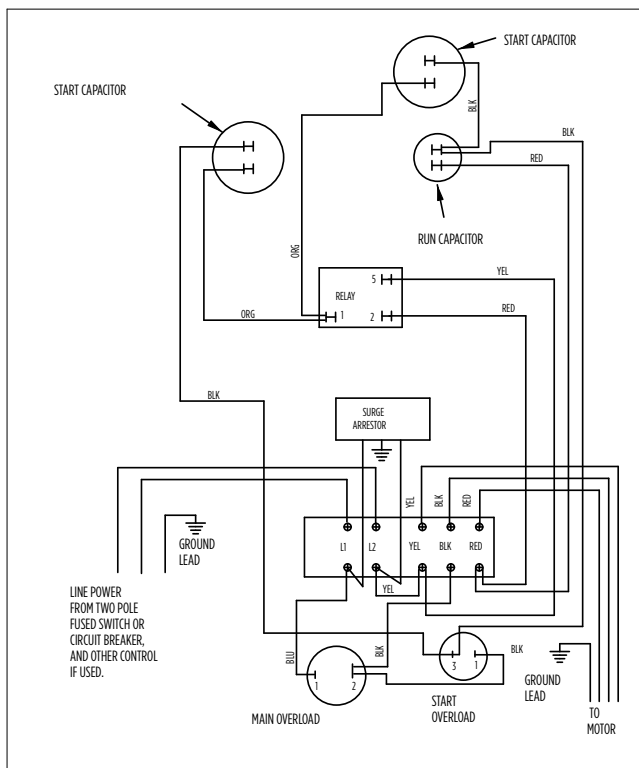 START CAPACITOR
START CAPACITOR
BLK
BLK
RED
RUN CAPACITOR
ORG
YEL
5
RELAY
1
2
RED
ORG
BLK
SURGE
ARRESTOR
YEL
BLK
RED
GROUND
LEAD
L1
L2
YEL
BLK
RED
YEL
LINE POWER
FROM TWO POLE
FUSED SWITCH OR
CIRCUIT BREAKER,
AND OTHER CONTROL
IF USED.
BLU
BLK
1
2
3
1
BLK
MAIN OVERLOAD
START
OVERLOAD
GROUND
LEAD
TO
MOTOR